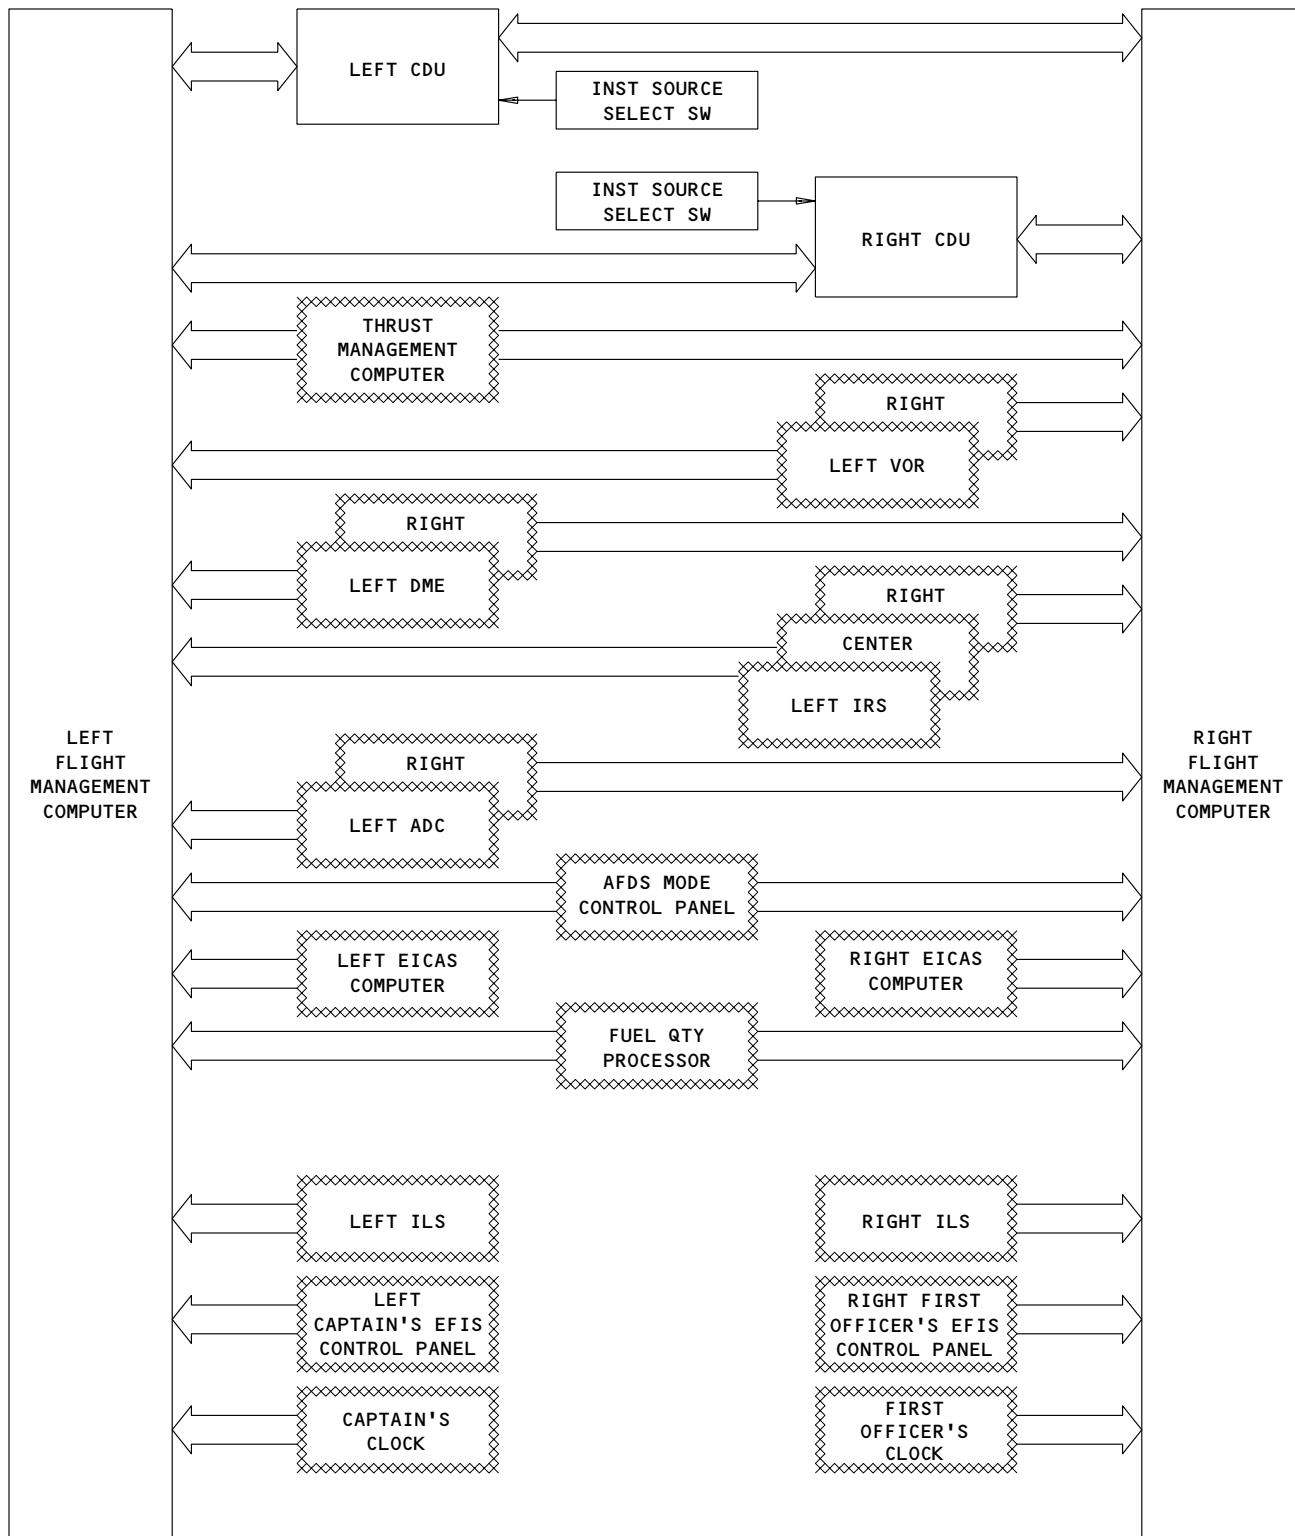 LEFT CDU
INST SOURCE
SELECT SW
INST SOURCE
SELECT SW
RIGHT CDU
THRUST
MANAGEMENT
COMPUTER
RIGHT
LEFT VOR
RIGHT
LEFT DME
RIGHT
CENTER
LEFT IRS
LEFT
FLIGHT
MANAGEMENT
COMPUTER
RIGHT
FLIGHT
MANAGEMENT
COMPUTER
RIGHT
LEFT ADC
AFDS MODE
CONTROL PANEL
LEFT EICAS
COMPUTER
RIGHT EICAS
COMPUTER
FUEL QTY
PROCESSOR
LEFT ILS
RIGHT ILS
LEFT
CAPTAIN'S EFIS
CONTROL PANEL
RIGHT FIRST
OFFICER'S EFIS
CONTROL PANEL
CAPTAIN'S
CLOCK
FIRST
OFFICER'S
CLOCK